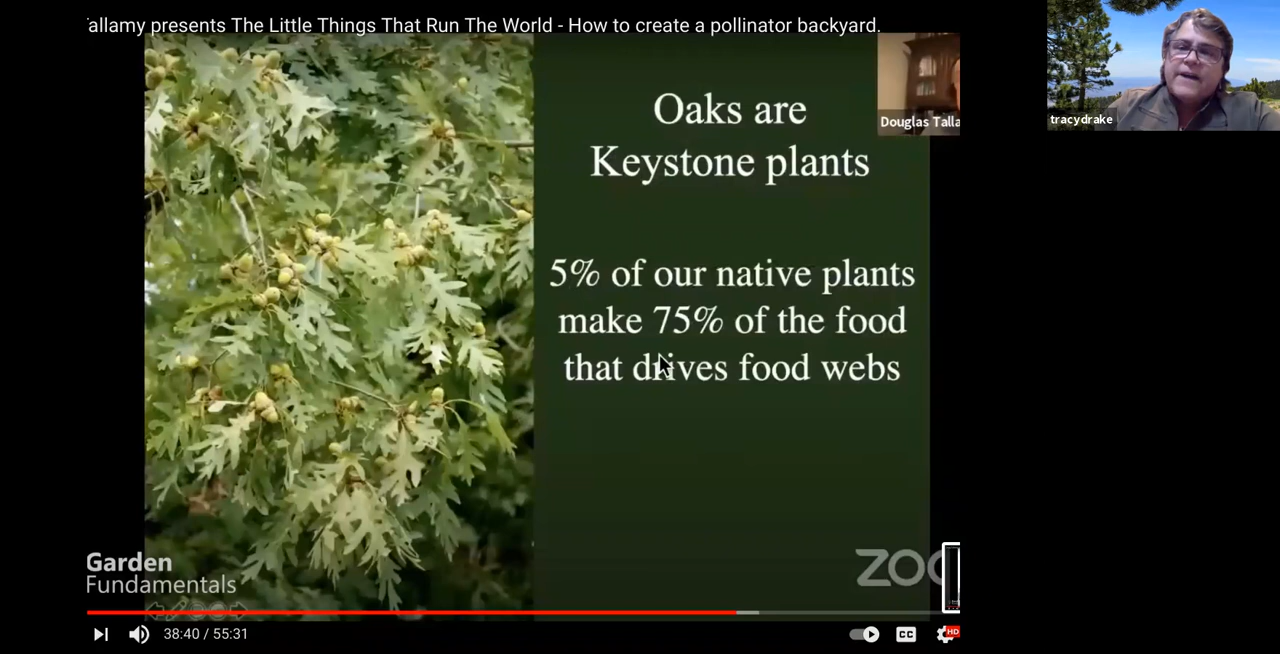 allamy presents The Little Things That Run The World - How to create a pollinator backyard.
Oaks are
Keystone plants
5% of our native plants
make 75% of the food
that drives food webs
Douglas Talla
tracydrake
Garden
Fundamentals
ZOO
38:40 / 55:31
CC
HD